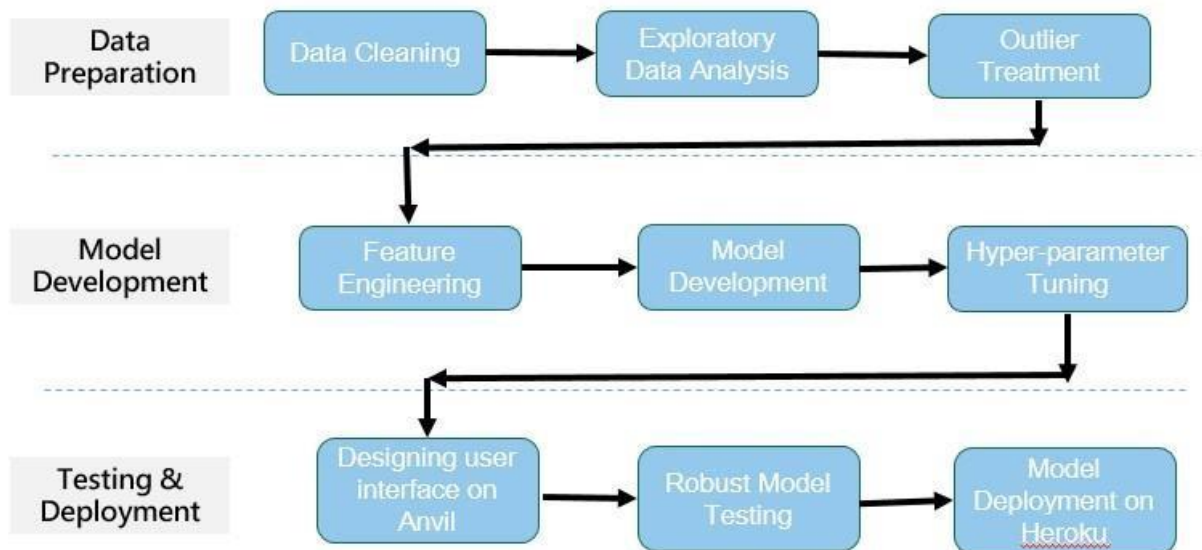 Data
Preparation
Data Cleaning
Exploratory
Data Analysis
Outlier
Treatment
Model
Development
Feature
Engineering
Model
Development
Hyper-parameter
Tuning
Testing &
Deployment
Designing user
interface on
Anvil
Robust Model
Testing
Model
Deployment on
Heroku